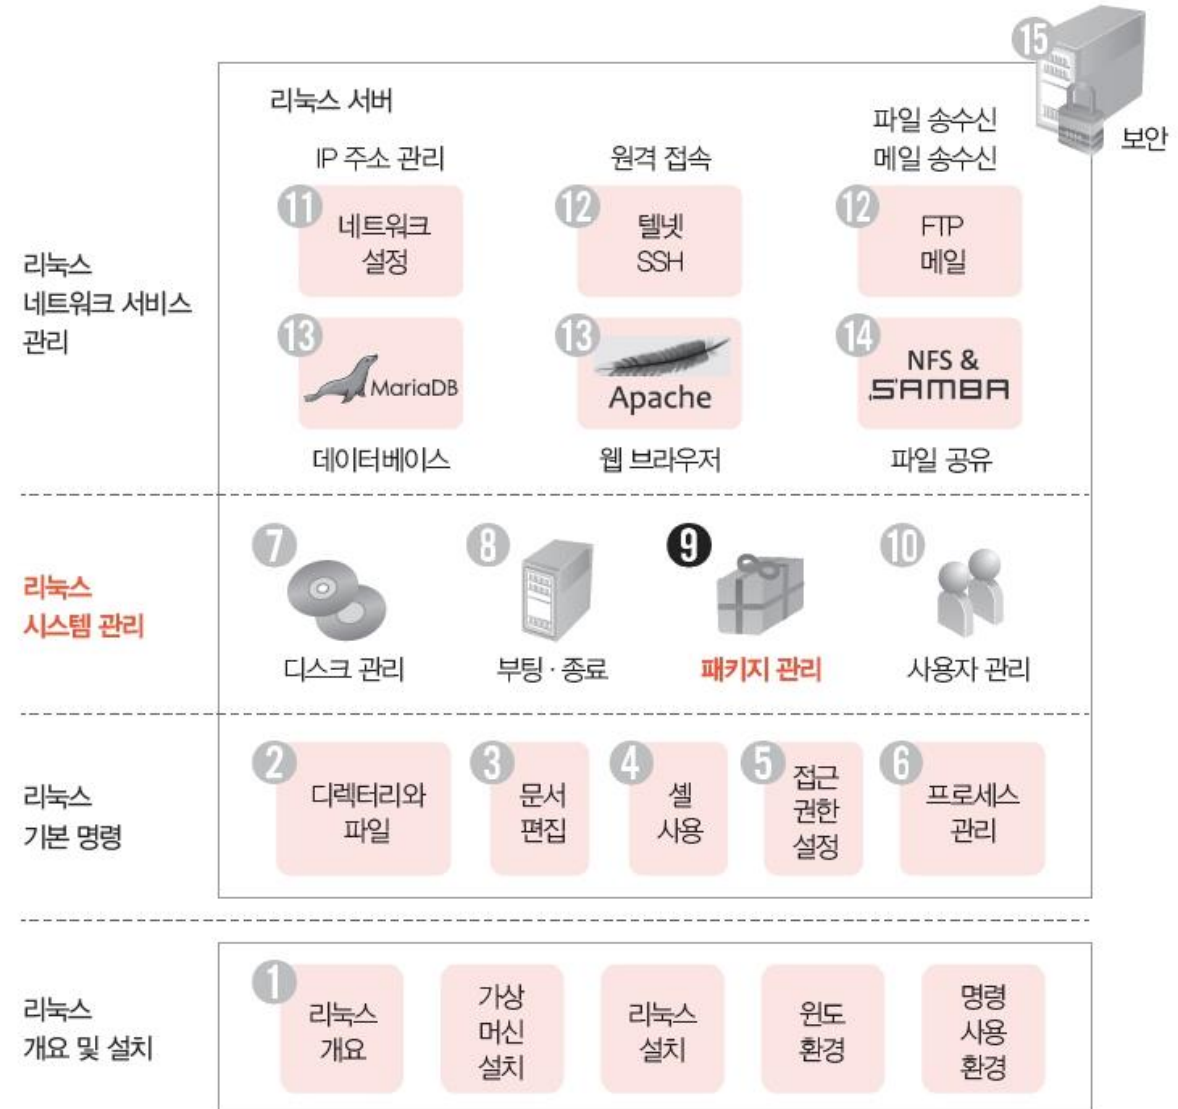 15
보안
리눅스 서버
IP 주소 관리
원격 접속
파일 송수신
메일 송수신
리눅스
네트워크 서비스
관리
11
네트워크
설정
12
텔넷
SSH
12
FTP
메일
13
MariaDB
13
Apache
14
NFS &
SAMBA
데이터베이스
웹 브라우저
파일 공유
리눅스
시스템 관리
7
디스크 관리
8
부팅 · 종료
9
패키지 관리
10
사용자 관리
리눅스
기본 명령
2
디렉터리와
파일
3
문서
편집
4
셸
사용
5
접근
권한
설정
6
프로세스
관리
리눅스
개요 및 설치
1
리눅스
개요
가상
머신
설치
리눅스
설치
윈도
환경
명령
사용
환경